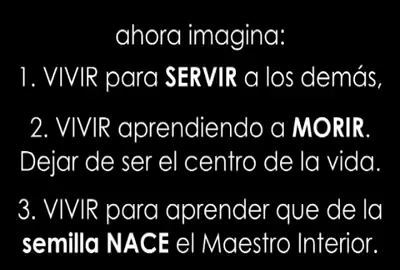 ahora imagina:
1. VIVIR para SERVIR a los demás,
2. VIVIR aprendiendo a MORIR.
Dejar de ser el centro de la vida.
3. VIVIR para aprender que de la
semilla NACE el Maestro Interior.